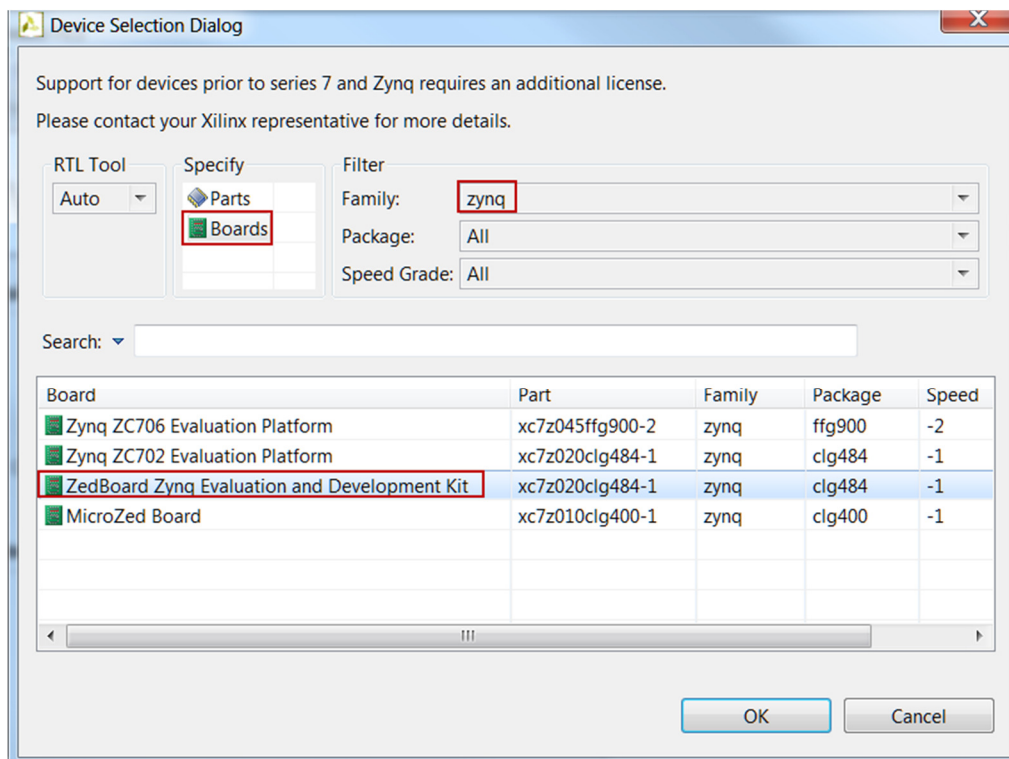 Device Selection Dialog
X
Support for devices prior to series 7 and Zynq requires an additional license.
Please contact your Xilinx representative for more details.
RTL Tool Specify Filter
Auto Parts Family: zynq
Boards Package: All
Speed Grade: All
Search:
Board Part Family Package Speed
Zynq ZC706 Evaluation Platform xc7z045ffg900-2 zynq ffg900 -2
Zynq ZC702 Evaluation Platform xc7z020clg484-1 zynq clg484 -1
ZedBoard Zynq Evaluation and Development Kit xc7z020clg484-1 zynq clg484 -1
MicroZed Board xc7z010clg400-1 zynq clg400 -1
OK Cancel